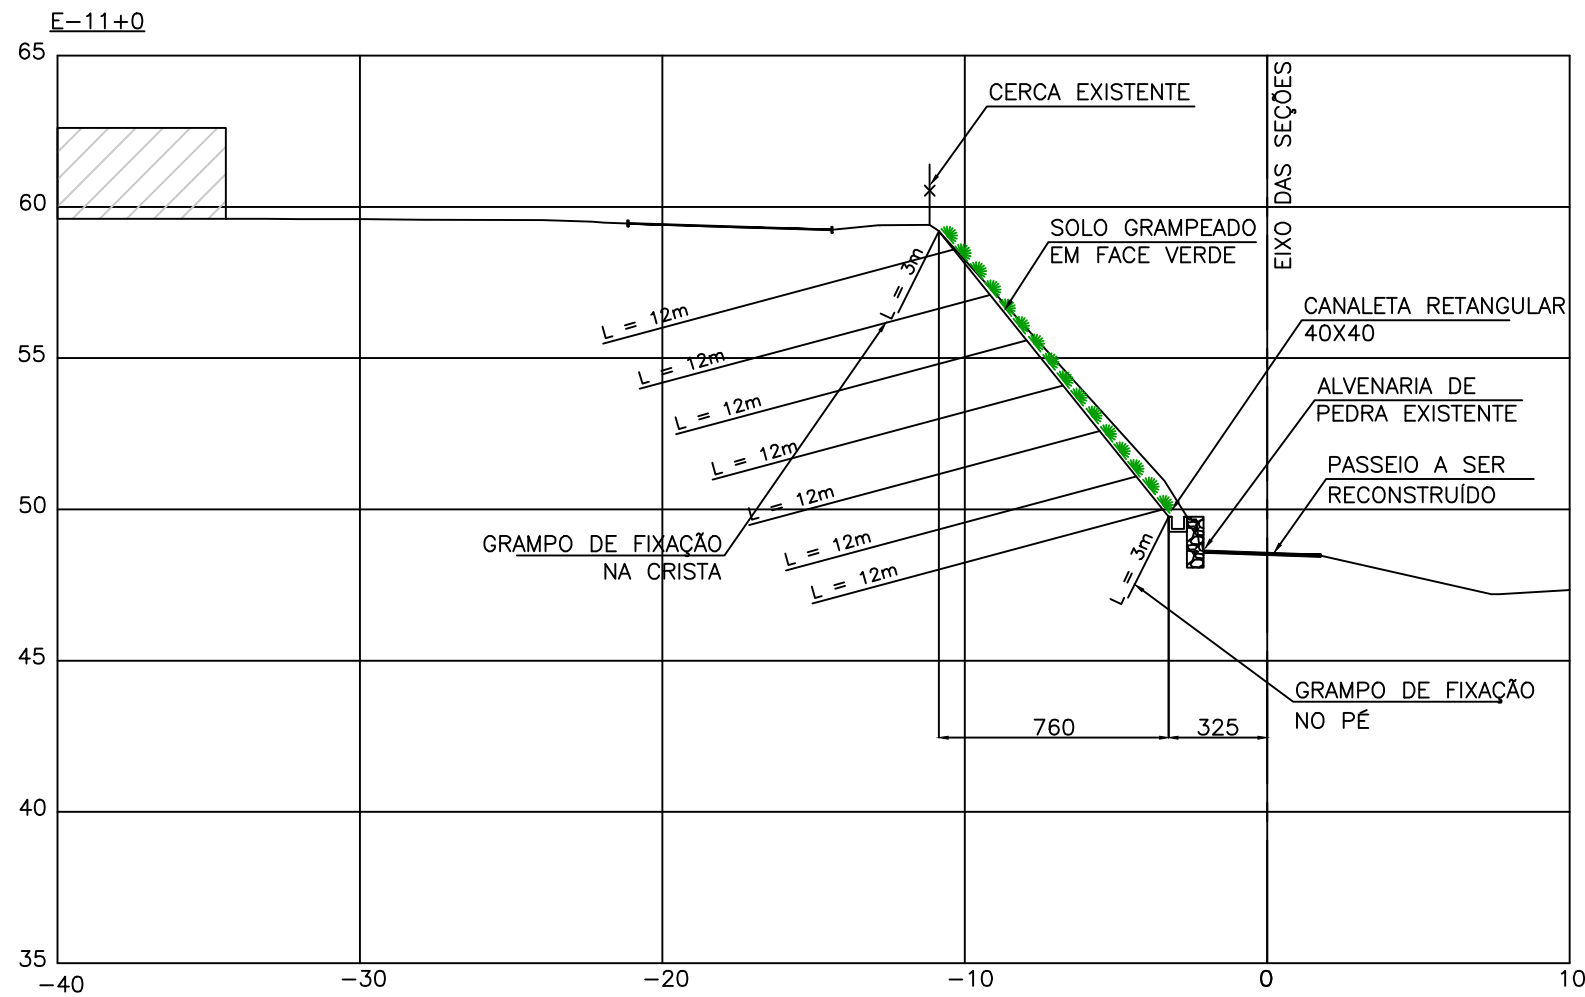 E-11+0
65
CERCA EXISTENTE
EIXO DAS SEÇÕES
60
SOLO GRAMPEADO
EM FACE VERDE
L = 3m
L = 12m
CANALETA RETANGULAR
40X40
55
L = 12m
ALVENARIA DE
PEDRA EXISTENTE
L = 12m
L = 12m
PASSEIO A SER
RECONSTRUÍDO
50
L = 12m
GRAMPO DE FIXAÇÃO
NA CRISTA
L = 12m
L = 12m
L = 3m
45
GRAMPO DE FIXAÇÃO
NO PÉ
760
325
40
35
-40
-30
-20
-10
0
10